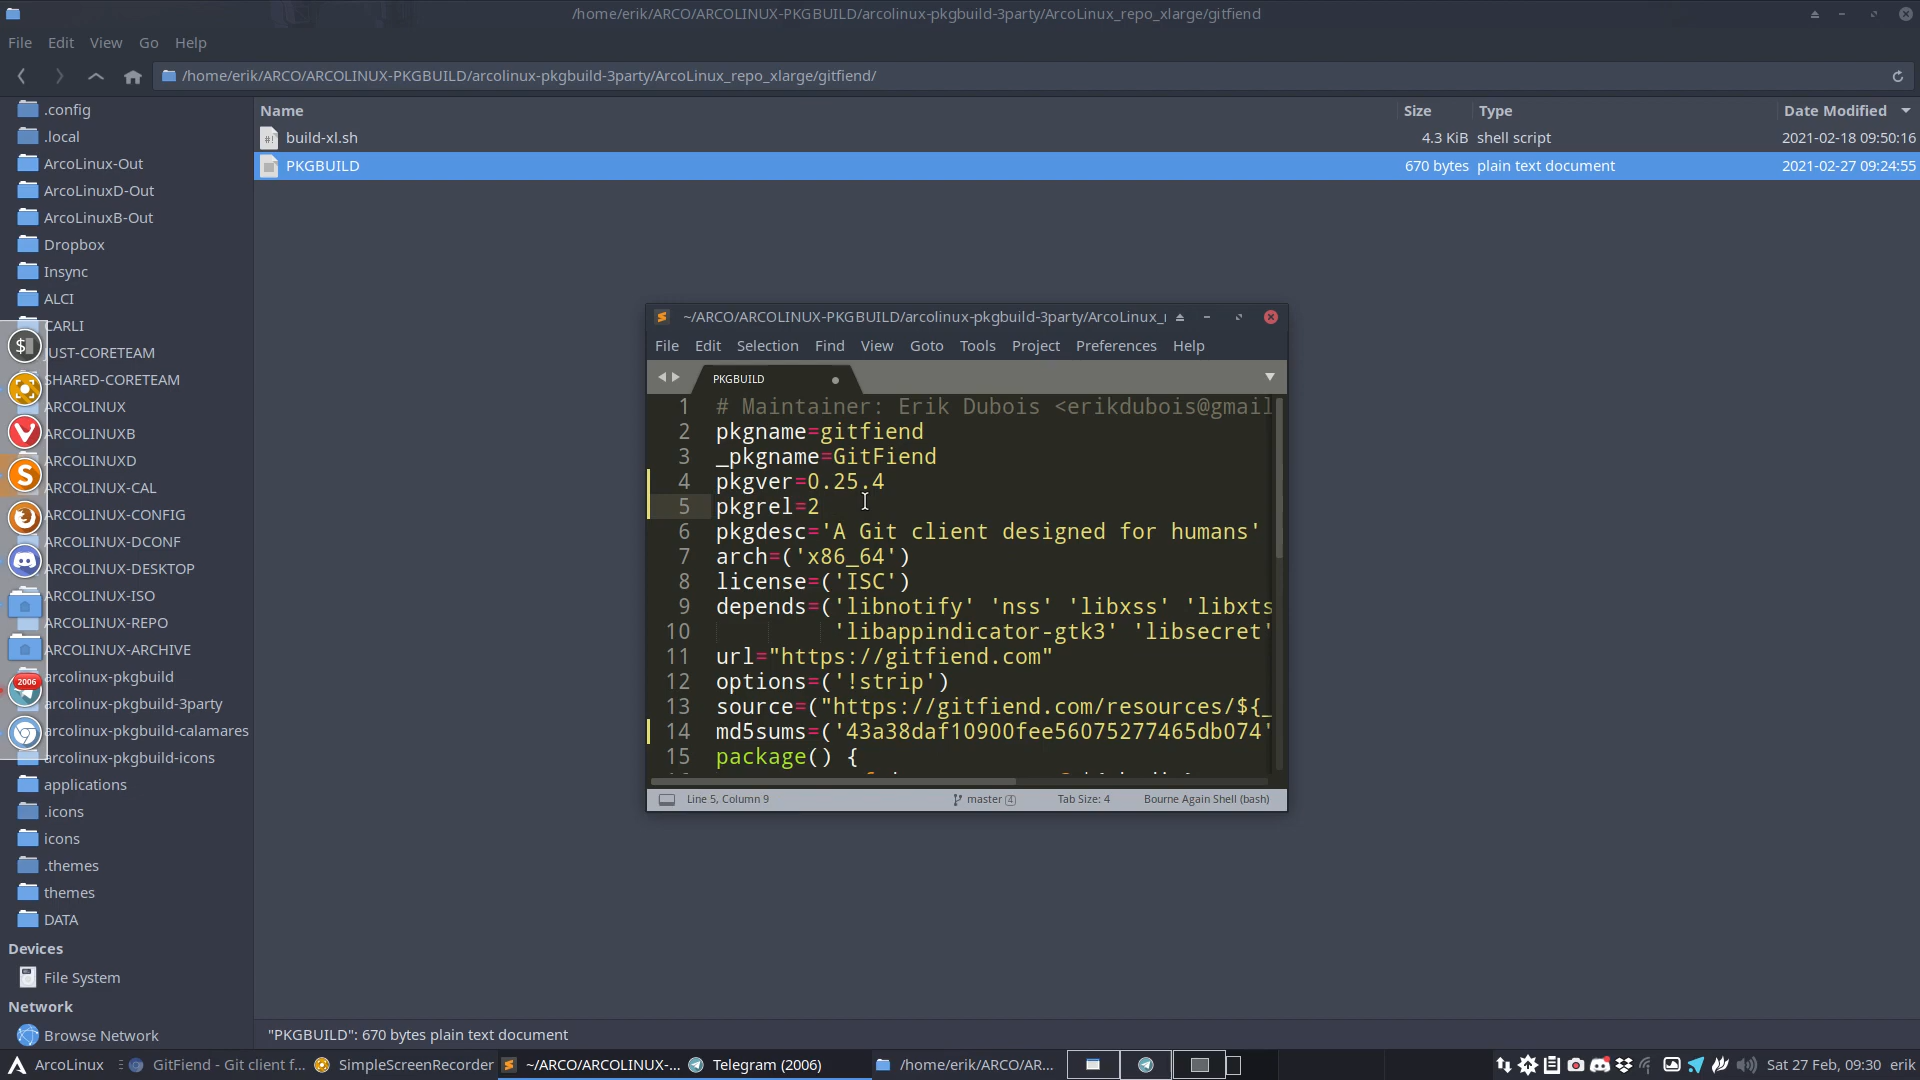 /home/erik/ARCO/ARCOLINUX-PKGBUILD/arcolinux-pkgbuild-3party/ArcoLinux_repo_xlarge/gitfiend
File Edit View Go Help
/home/erik/ARCO/ARCOLINUX-PKGBUILD/arcolinux-pkgbuild-3party/ArcoLinux_repo_xlarge/gitfiend/
Name Size Type Date Modified
build-xl.sh 4.3 KiB shell script 2021-02-18 09:50:16
PKGBUILD 670 bytes plain text document 2021-02-27 09:24:55
.config
.local
ArcoLinux-Out
ArcoLinuxD-Out
ArcoLinuxB-Out
Dropbox
Insync
ALCI
CARLI
JUST-CORETEAM
SHARED-CORETEAM
ARCOLINUX
ARCOLINUXB
ARCOLINUXD
ARCOLINUX-CAL
ARCOLINUX-CONFIG
ARCOLINUX-DCONF
ARCOLINUX-DESKTOP
ARCOLINUX-ISO
ARCOLINUX-REPO
ARCOLINUX-ARCHIVE
arcolinux-pkgbuild
2006
arcolinux-pkgbuild-3party
arcolinux-pkgbuild-calamares
arcolinux-pkgbuild-icons
applications
.icons
icons
.themes
themes
DATA
Devices
File System
Network
Browse Network
~/ARCO/ARCOLINUX-PKGBUILD/arcolinux-pkgbuild-3party/ArcoLinux_
File Edit Selection Find View Goto Tools Project Preferences Help
PKGBUILD
1 # Maintainer: Erik Dubois <erikdubois@gmail
2 pkgname=gitfiend
3 _pkgname=GitFiend
4 pkgver=0.25.4
5 pkgrel=2
6 pkgdesc='A Git client designed for humans'
7 arch=('x86_64')
8 license=('ISC')
9 depends=('libnotify' 'nss' 'libxss' 'libxts
10 'libappindicator-gtk3' 'libsecret'
11 url="https://gitfiend.com"
12 options=('!strip')
13 source=("https://gitfiend.com/resources/${_
14 md5sums=('43a38daf10900fee56075277465db074'
15 package() {
Line 5, Column 9 master 4 Tab Size: 4 Bourne Again Shell (bash)
"PKGBUILD": 670 bytes plain text document
ArcoLinux GitFiend - Git client f... SimpleScreenRecorder ~/ARCO/ARCOLINUX-... Telegram (2006) /home/erik/ARCO/AR... Sat 27 Feb, 09:30 erik